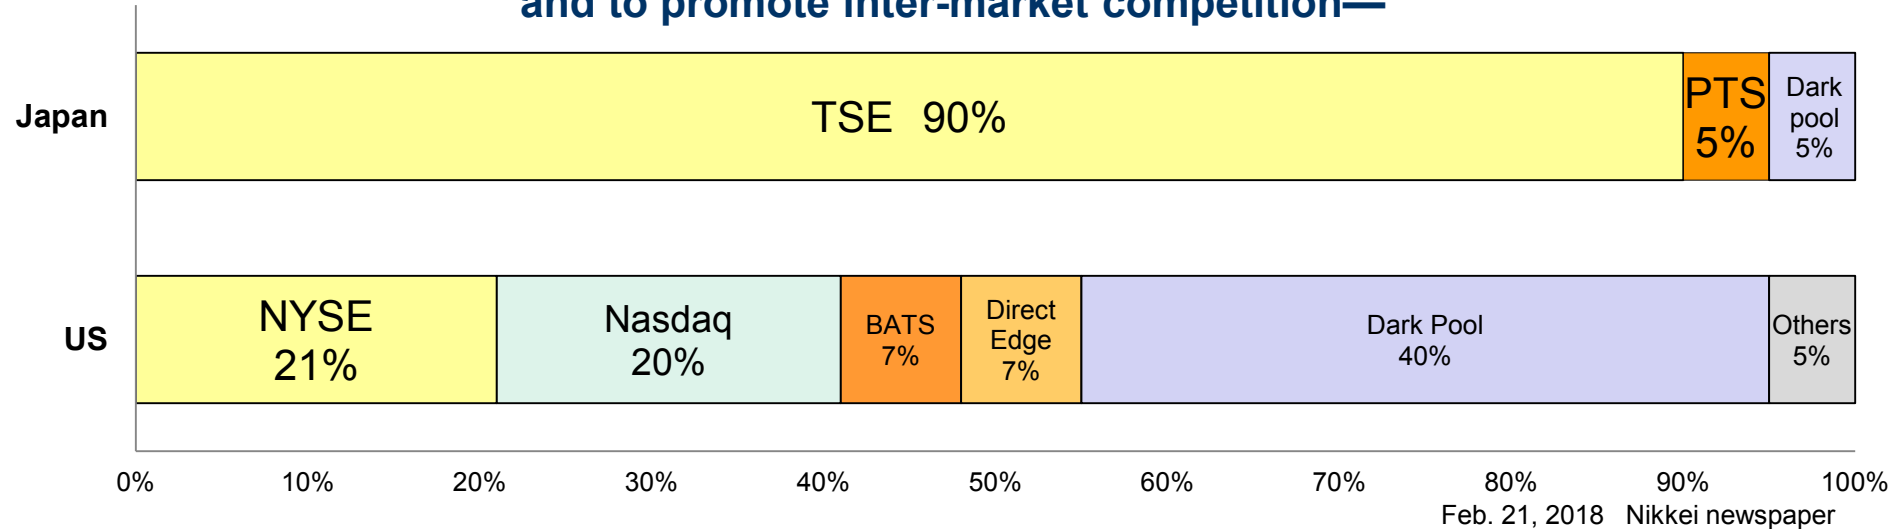 and to promote inter-market competition—
Japan
TSE 90%
PTS
5%
Dark
pool
5%
US
NYSE
21%
Nasdaq
20%
BATS
7%
Direct
Edge
7%
Dark Pool
40%
Others
5%
0% 10% 20% 30% 40% 50% 60% 70% 80% 90% 100%
Feb. 21, 2018 Nikkei newspaper